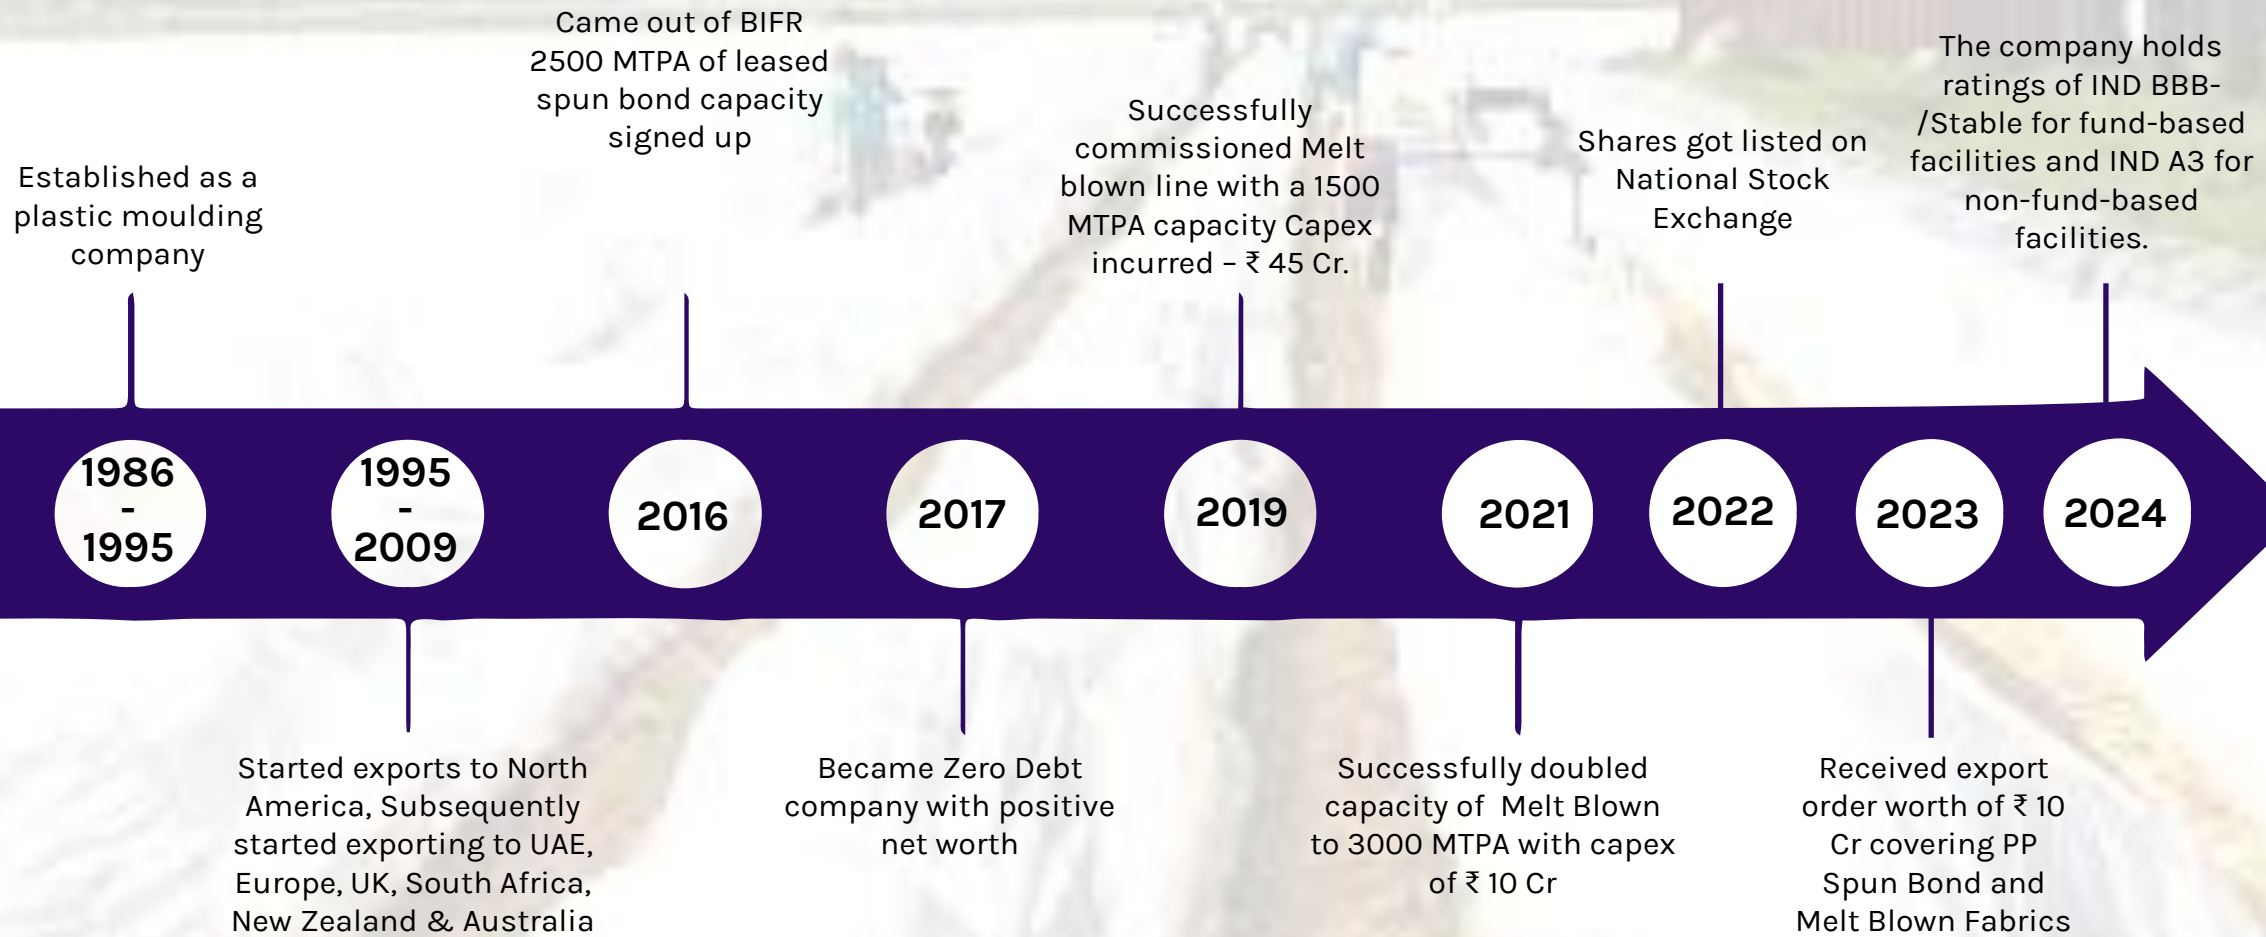 Established as a
plastic moulding
company
1986
-
1995
1995
-
2009
Started exports to North
America, Subsequently
started exporting to UAE,
Europe, UK, South Africa,
New Zealand & Australia
Came out of BIFR
2500 MTPA of leased
spun bond capacity
signed up
2016
2017
Became Zero Debt
company with positive
net worth
Successfully
commissioned Melt
blown line with a 1500
MTPA capacity Capex
incurred – ₹ 45 Cr.
2019
2021
Successfully doubled
capacity of Melt Blown
to 3000 MTPA with capex
of ₹ 10 Cr
Shares got listed on
National Stock
Exchange
2022
2023
Received export
order worth of ₹ 10
Cr covering PP
Spun Bond and
Melt Blown Fabrics
The company holds
ratings of IND BBB-
/Stable for fund-based
facilities and IND A3 for
non-fund-based
facilities.
2024